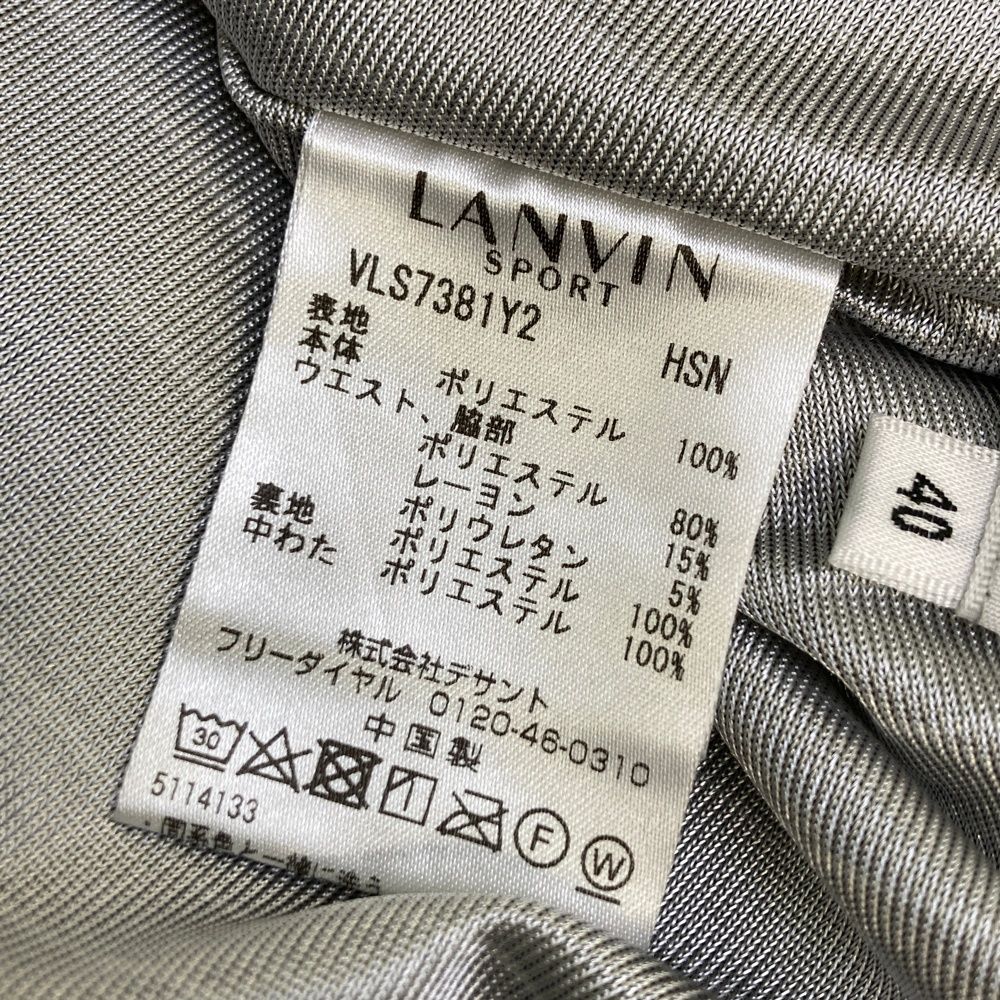 LANVIN
SPORT
VLS7381Y2 HSN
表地
本体 ポリエステル 100%
ウエスト、脇部
ポリエステル 80%
レーヨン 15%
ポリウレタン 5%
裏地 ポリエステル 100%
中わた ポリエステル 100%
株式会社デサント
フリーダイヤル 0120-46-0310
中国製
30
F
W
5114133
40